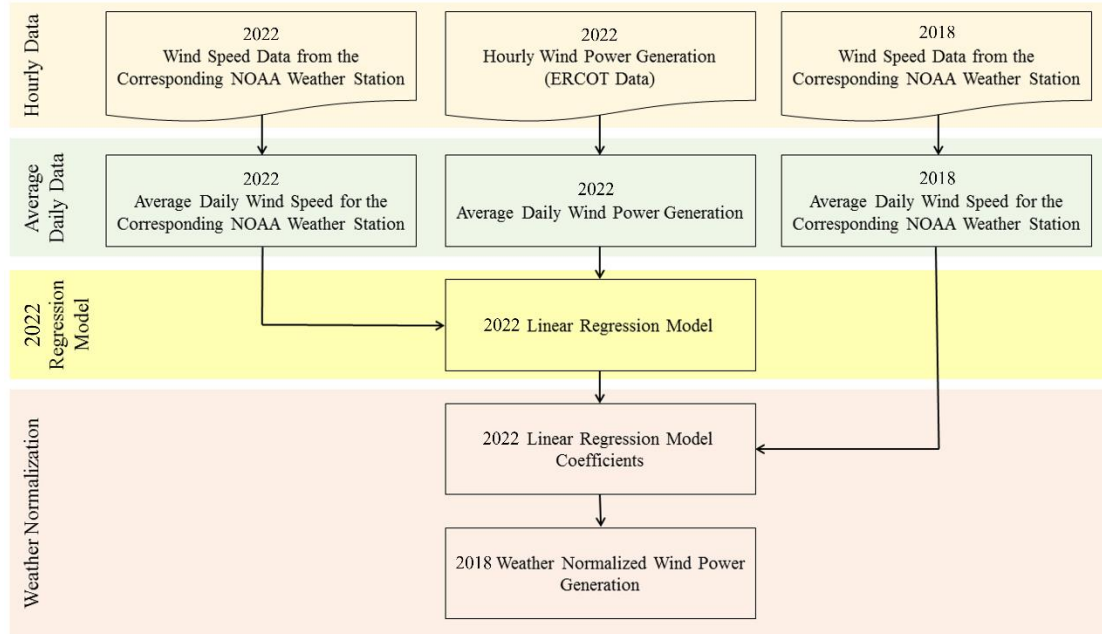 Hourly Data
2022
Wind Speed Data from the
Corresponding NOAA Weather Station
2022
Hourly Wind Power Generation
(ERCOT Data)
2018
Wind Speed Data from the
Corresponding NOAA Weather Station
Average
Daily Data
2022
Average Daily Wind Speed for the
Corresponding NOAA Weather Station
2022
Average Daily Wind Power Generation
2018
Average Daily Wind Speed for the
Corresponding NOAA Weather Station
2022
Regression
Model
2022 Linear Regression Model
Weather Normalization
2022 Linear Regression Model
Coefficients
2018 Weather Normalized Wind Power
Generation